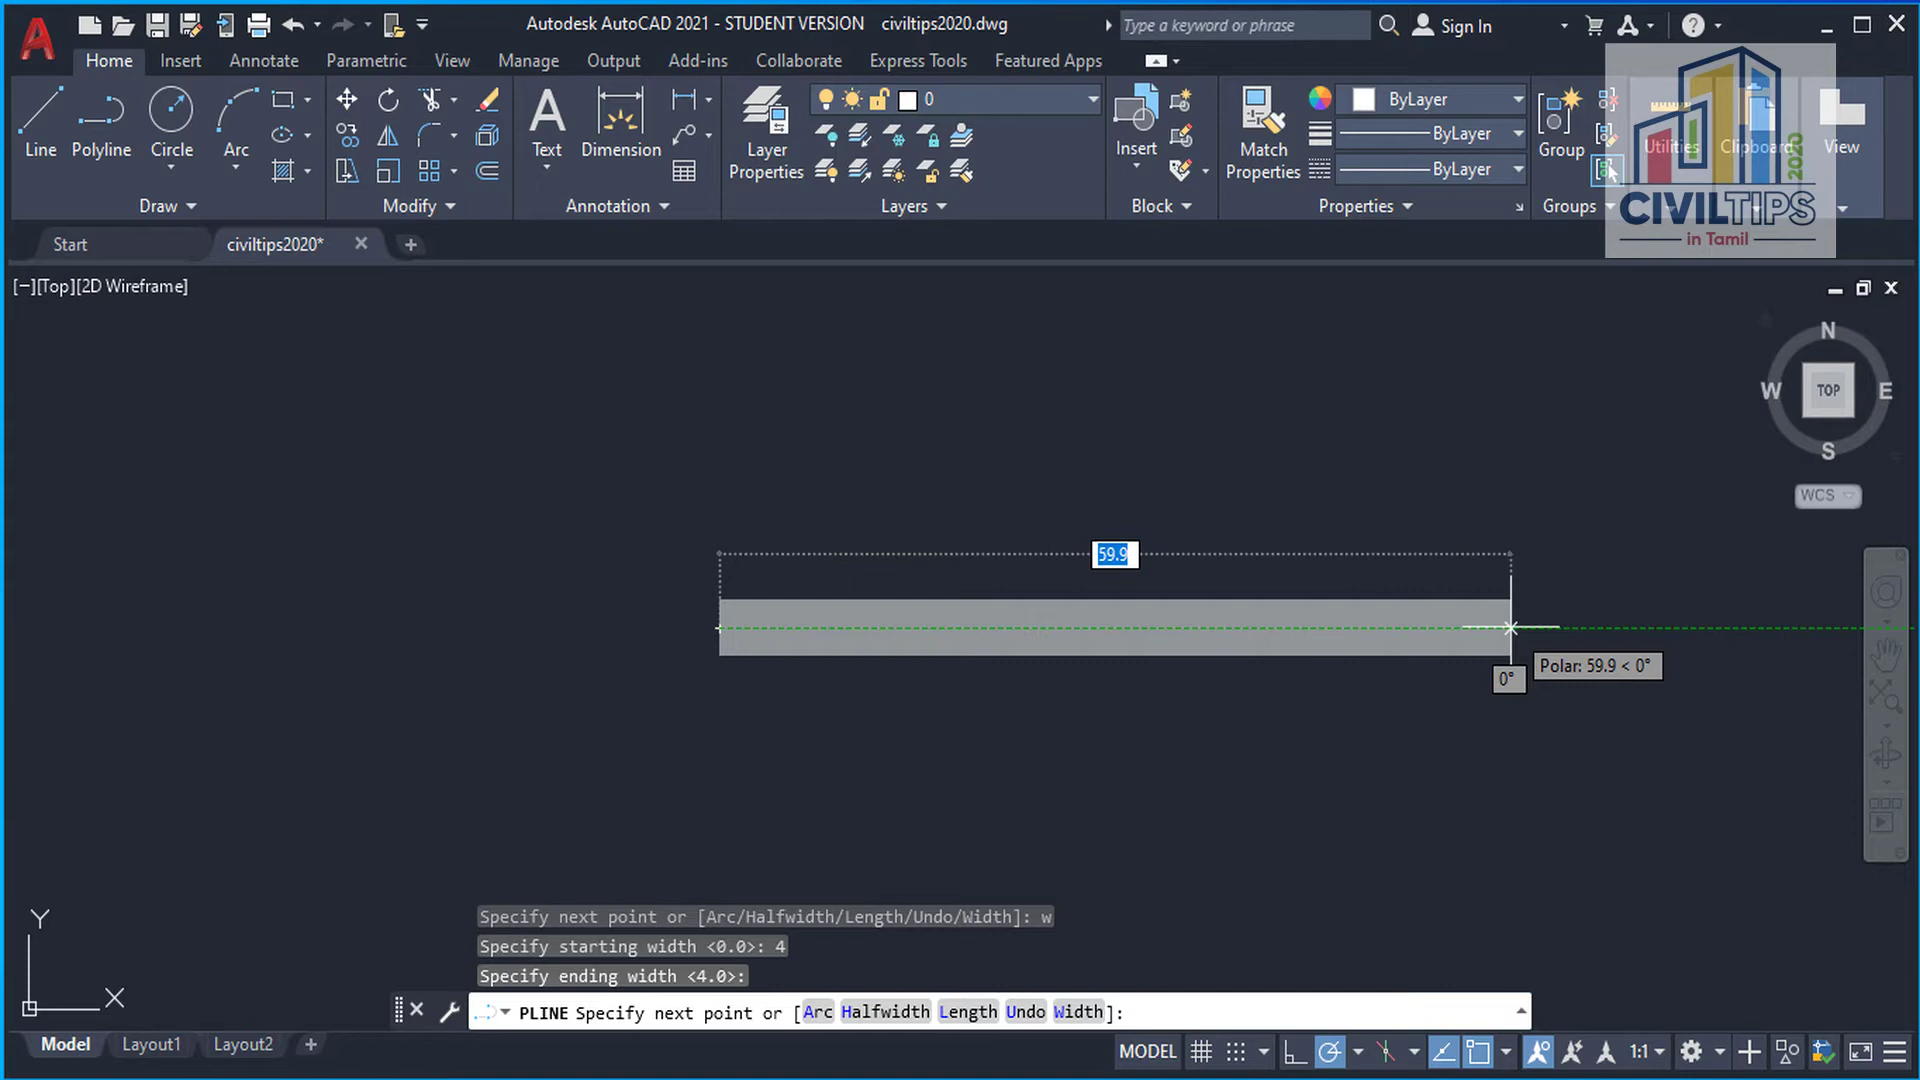 Autodesk AutoCAD 2021 - STUDENT VERSION civiltips2020.dwg
Type a keyword or phrase
Sign In
Home Insert Annotate Parametric View Manage Output Add-ins Collaborate Express Tools Featured Apps
Line Polyline Circle Arc
Draw
Modify
Text Dimension
Annotation
Layer Properties
0
Layers
Insert
Block
Match Properties
ByLayer
ByLayer
ByLayer
Properties
Group
Groups
Utilities
Clipboard
View
2020
CIVILTIPS
in Tamil
Start civiltips2020*
[−][Top][2D Wireframe]
N
W TOP E
S
WCS
59.9
Polar: 59.9 < 0°
0°
Y
X
Specify next point or [Arc/Halfwidth/Length/Undo/Width]: w
Specify starting width <0.0>: 4
Specify ending width <4.0>:
PLINE Specify next point or [Arc Halfwidth Length Undo Width]:
Model Layout1 Layout2 +
MODEL 1:1